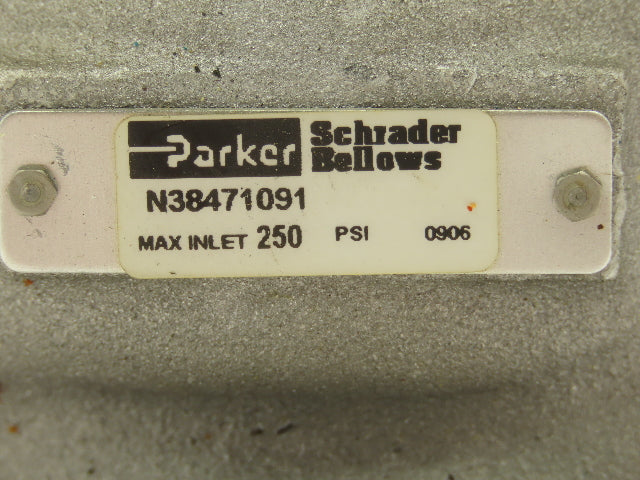 Parker Schrader Bellows
N38471091
MAX INLET 250 PSI 0906